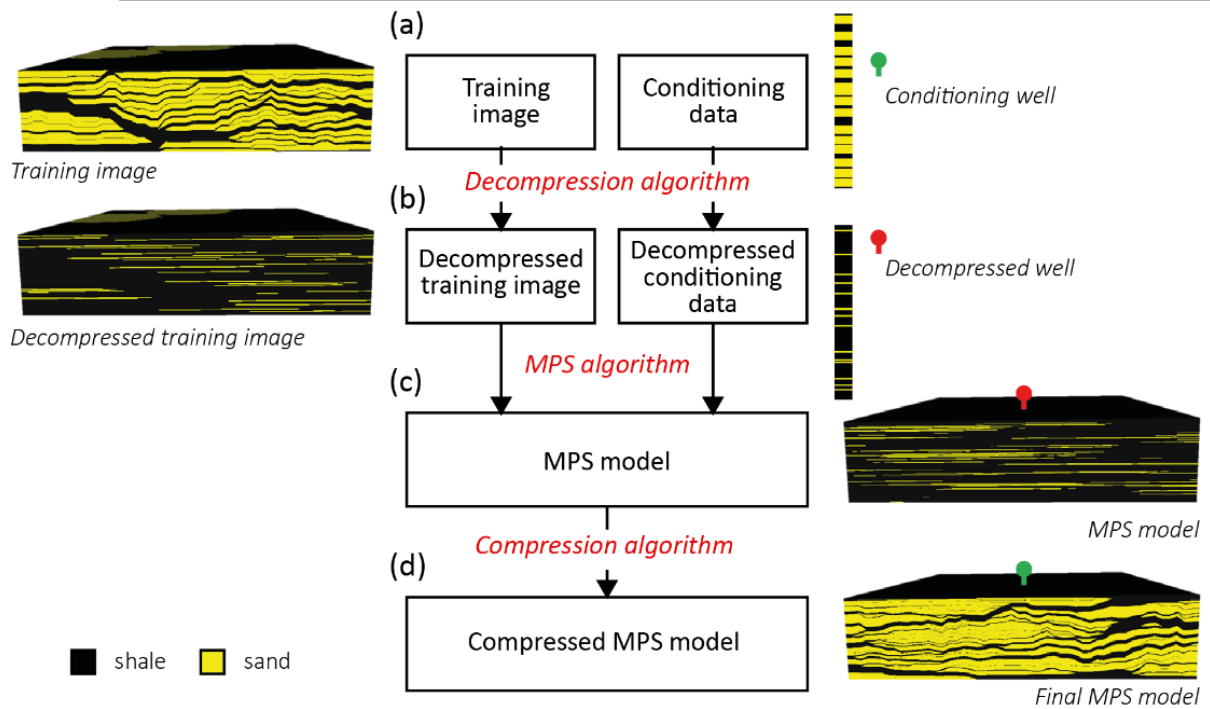 (a)
Training image
Training
image
Conditioning
data
Conditioning well
Decompression algorithm
(b)
Decompressed training image
Decompressed
training image
Decompressed
conditioning
data
Decompressed well
MPS algorithm
(c)
MPS model
MPS model
Compression algorithm
(d)
Compressed MPS model
Final MPS model
shale
sand